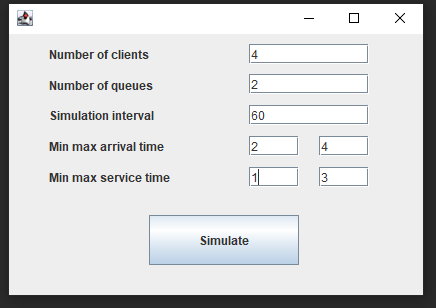 Number of clients 4
Number of queues 2
Simulation interval 60
Min max arrival time 2 4
Min max service time 1 3
Simulate